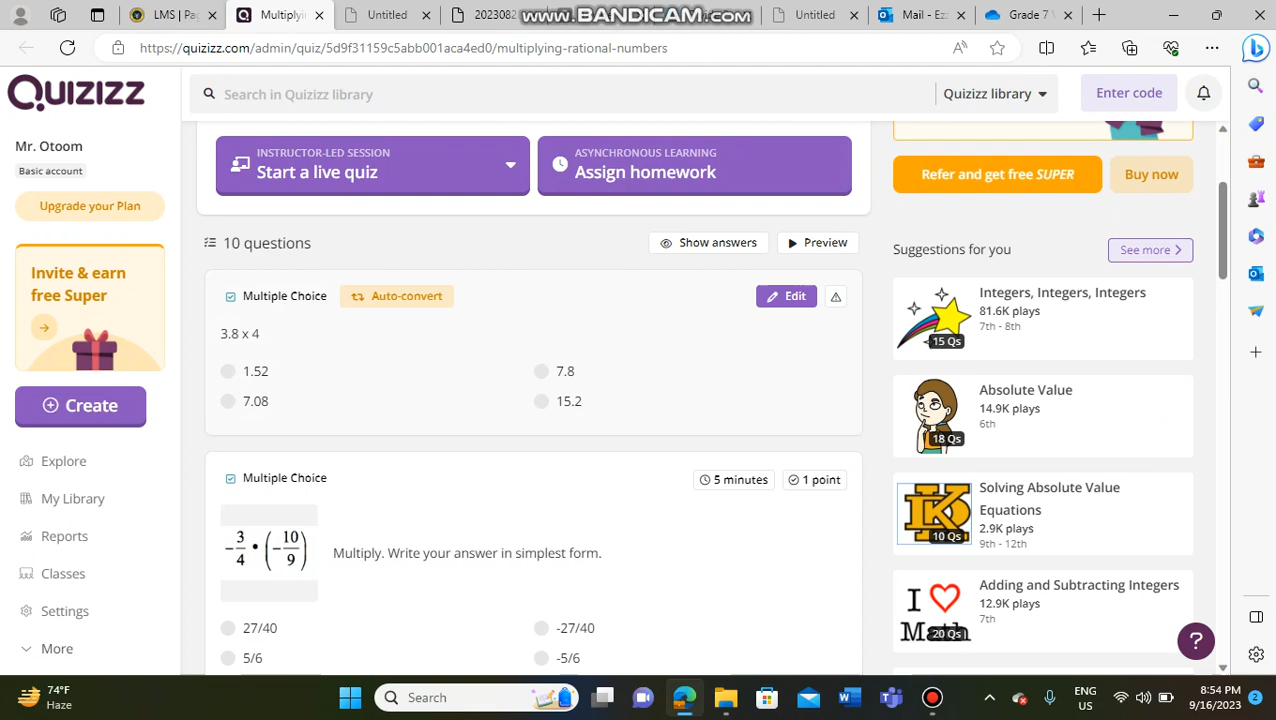 LMS | Pa
Multiplyin
Untitled
2023082
www.BANDICAM.com
Untitled
Mail - Eza
Grade 7 W
https://quizizz.com/admin/quiz/5d9f31159c5abb001aca4ed0/multiplying-rational-numbers
QUIZIZZ
Search in Quizizz library
Quizizz library
Enter code
Mr. Otoom
Basic account
Upgrade your Plan
Invite & earn
free Super
Create
Explore
My Library
Reports
Classes
Settings
More
INSTRUCTOR-LED SESSION
Start a live quiz
ASYNCHRONOUS LEARNING
Assign homework
10 questions
Show answers
Preview
Multiple Choice
Auto-convert
Edit
3.8 x 4
1.52
7.8
7.08
15.2
Multiple Choice
5 minutes
1 point
-3/4 • (-10/9)
Multiply. Write your answer in simplest form.
27/40
-27/40
5/6
-5/6
Refer and get free SUPER
Buy now
Suggestions for you
See more
Integers, Integers, Integers
81.6K plays
7th - 8th
15 Qs
Absolute Value
14.9K plays
6th
18 Qs
Solving Absolute Value
Equations
2.9K plays
9th - 12th
10 Qs
Adding and Subtracting Integers
12.9K plays
7th
I
Math
20 Qs
?
74°F
Haze
Search
ENG
US
8:54 PM
9/16/2023
2